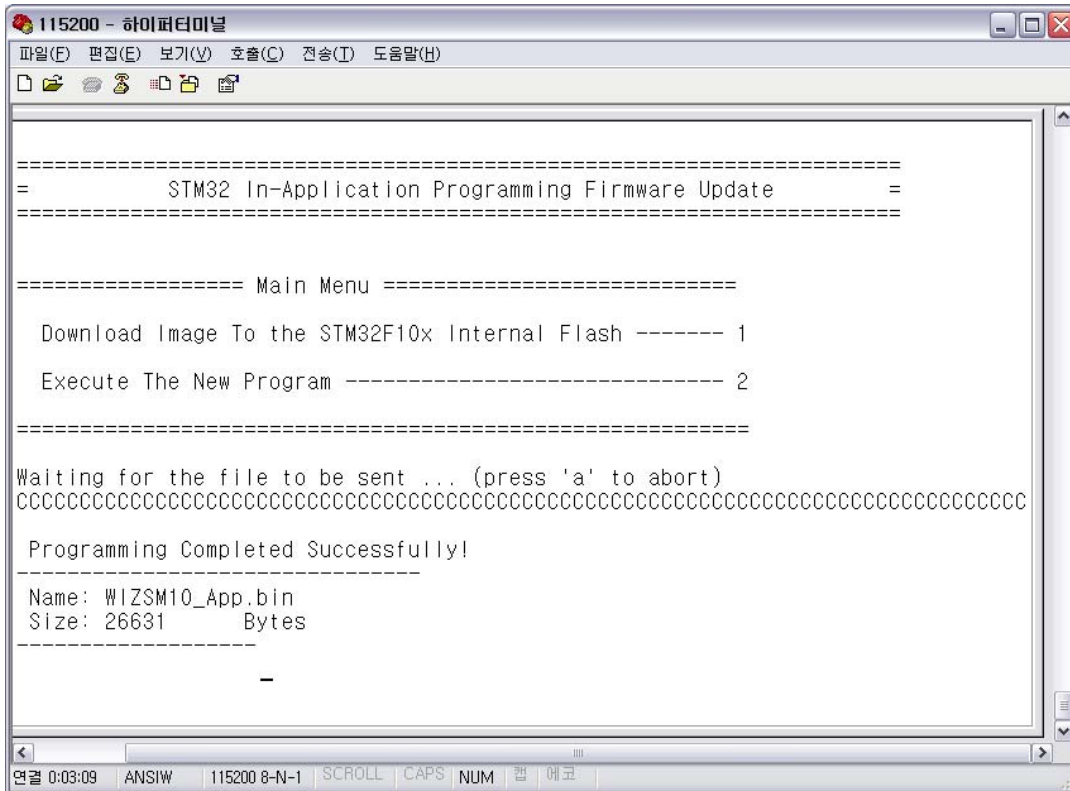 115200 - 하이퍼터미널
파일(F) 편집(E) 보기(V) 호출(C) 전송(T) 도움말(H)
======================================================================
= STM32 In-Application Programming Firmware Update =
======================================================================
================== Main Menu ============================
Download Image To the STM32F10x Internal Flash ------- 1
Execute The New Program ------------------------------ 2
==========================================================
Waiting for the file to be sent ... (press 'a' to abort)
CCCCCCCCCCCCCCCCCCCCCCCCCCCCCCCCCCCCCCCCCCCCCCCCCCCCCCCCCCCCCCCCCCCCCCCCCCCCCCCC
Programming Completed Successfully!
--------------------------------
Name: WIZSM10_App.bin
Size: 26631 Bytes
-------------------
연결 0:03:09 ANSIW 115200 8-N-1 SCROLL CAPS NUM 캡 에코